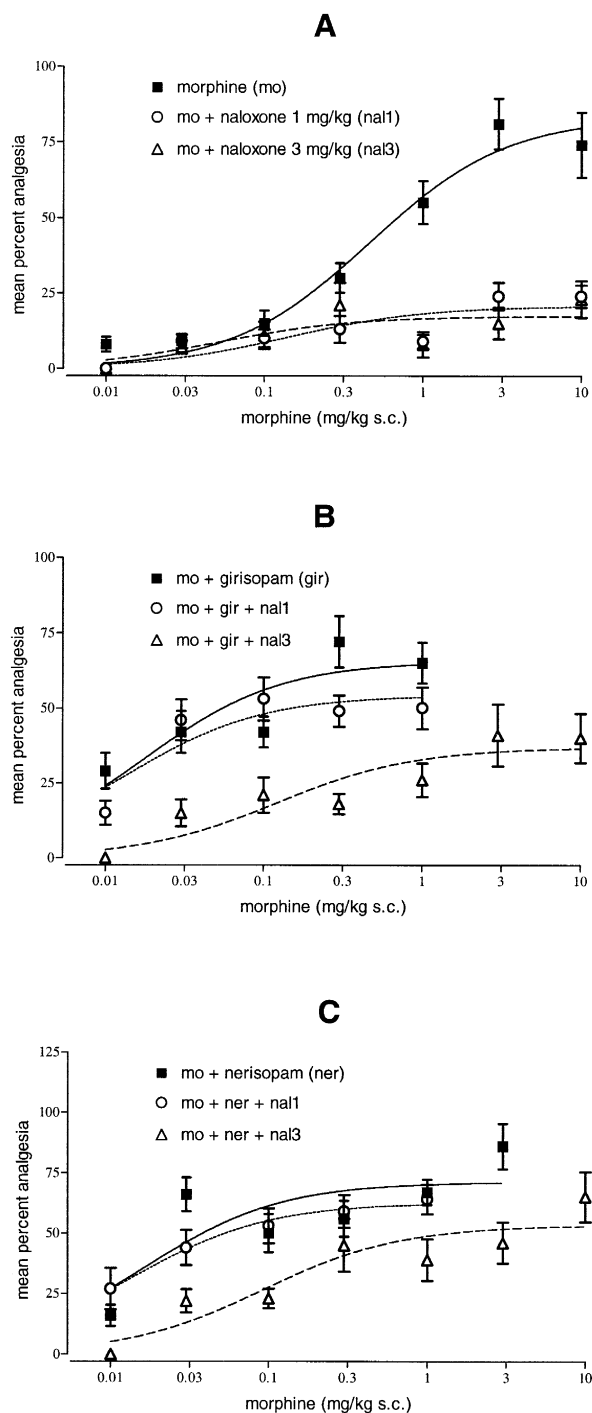 A
100
75
50
25
0
mean percent analgesia
morphine (mo)
mo + naloxone 1 mg/kg (nal1)
mo + naloxone 3 mg/kg (nal3)
0.01 0.03 0.1 0.3 1 3 10
morphine (mg/kg s.c.)
B
100
75
50
25
0
mean percent analgesia
mo + girisopam (gir)
mo + gir + nal1
mo + gir + nal3
0.01 0.03 0.1 0.3 1 3 10
morphine (mg/kg s.c.)
C
125
100
75
50
25
0
mean percent analgesia
mo + nerisopam (ner)
mo + ner + nal1
mo + ner + nal3
0.01 0.03 0.1 0.3 1 3 10
morphine (mg/kg s.c.)